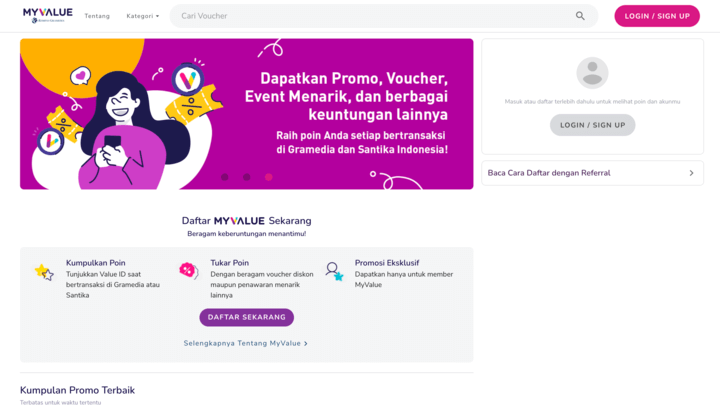 MYVALUE
Tentang
Kategori
Cari Voucher
LOGIN / SIGN UP
Dapatkan Promo, Voucher,
Event Menarik, dan berbagai
keuntungan lainnya
Raih poin Anda setiap bertransaksi
di Gramedia dan Santika Indonesia!
Masuk atau daftar terlebih dahulu untuk melihat poin dan akunmu
LOGIN / SIGN UP
Baca Cara Daftar dengan Referral
Daftar MYVALUE Sekarang
Beragam keberuntungan menantimu!
Kumpulkan Poin
Tunjukkan Value ID saat
bertransaksi di Gramedia atau
Santika
Tukar Poin
Dengan beragam voucher diskon
maupun penawaran menarik
lainnya
Promosi Eksklusif
Dapatkan hanya untuk member
MyValue
DAFTAR SEKARANG
Selengkapnya Tentang MyValue
Kumpulan Promo Terbaik
Terbatas untuk waktu tertentu